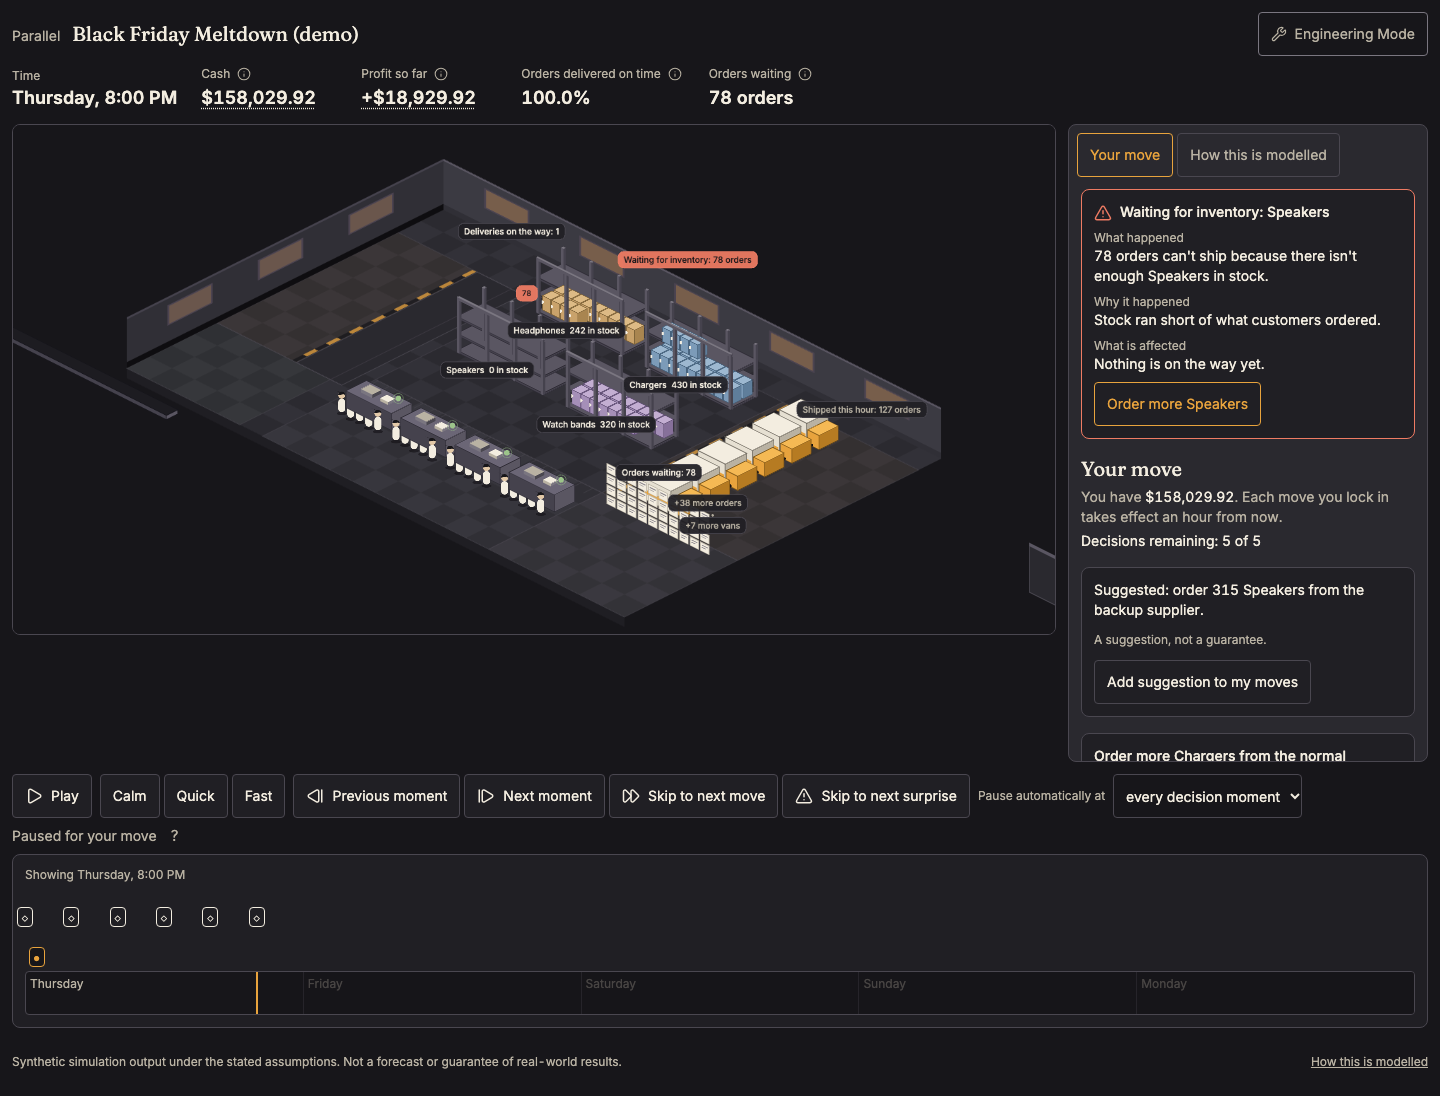 Parallel Black Friday Meltdown (demo)
Engineering Mode
Time
Thursday, 8:00 PM
Cash
$158,029.92
Profit so far
+$18,929.92
Orders delivered on time
100.0%
Orders waiting
78 orders
Deliveries on the way: 1
Waiting for inventory: 78 orders
78
Headphones 242 in stock
Speakers 0 in stock
Chargers 430 in stock
Shipped this hour: 127 orders
Watch bands 320 in stock
Orders waiting: 78
+38 more orders
+7 more vans
Your move
How this is modelled
Waiting for inventory: Speakers
What happened
78 orders can't ship because there isn't
enough Speakers in stock.
Why it happened
Stock ran short of what customers ordered.
What is affected
Nothing is on the way yet.
Order more Speakers
Your move
You have $158,029.92. Each move you lock in
takes effect an hour from now.
Decisions remaining: 5 of 5
Suggested: order 315 Speakers from the
backup supplier.
A suggestion, not a guarantee.
Add suggestion to my moves
Order more Chargers from the normal
Play
Calm
Quick
Fast
Previous moment
Next moment
Skip to next move
Skip to next surprise
Pause automatically at
every decision moment
Paused for your move ?
Showing Thursday, 8:00 PM
Thursday
Friday
Saturday
Sunday
Monday
Synthetic simulation output under the stated assumptions. Not a forecast or guarantee of real-world results.
How this is modelled